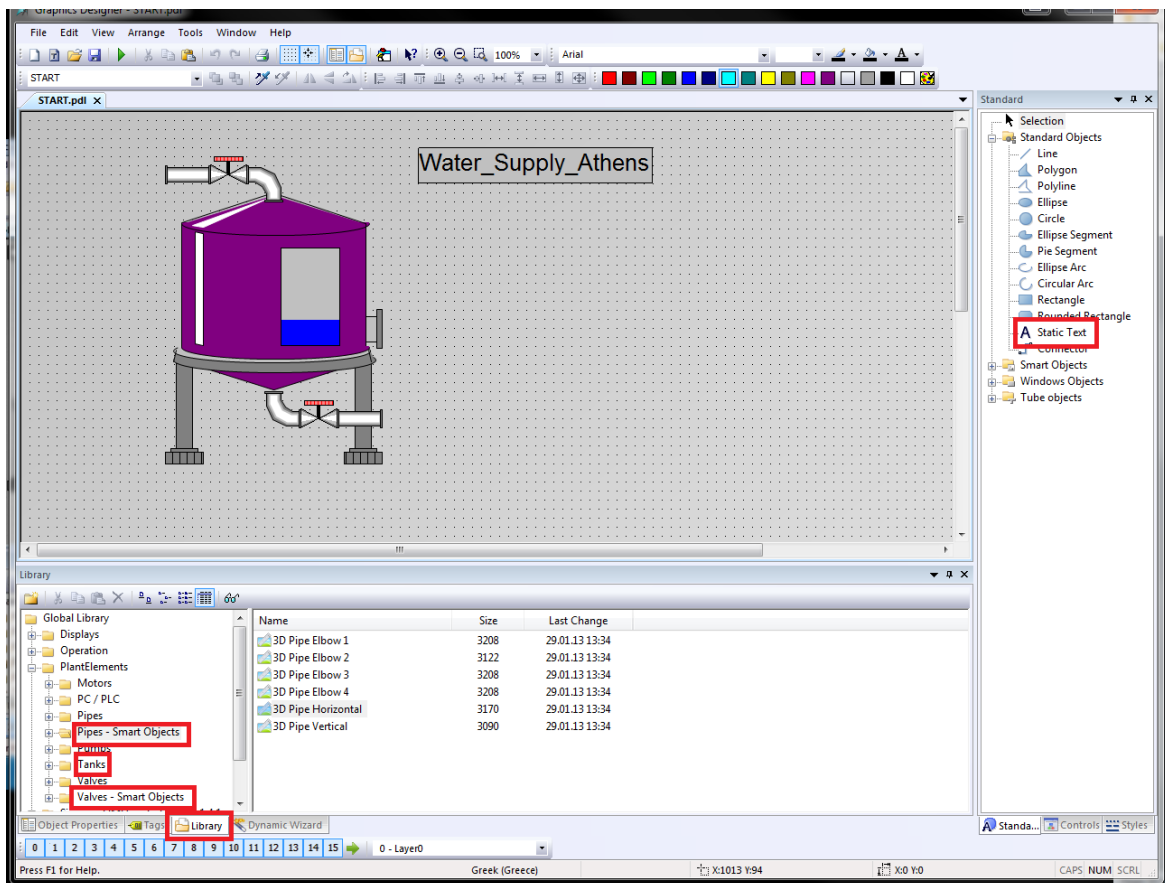 Graphics Designer - START.pdl
File Edit View Arrange Tools Window Help
100% Arial
START
START.pdl X
Water_Supply_Athens
Standard
Selection
Standard Objects
Line
Polygon
Polyline
Ellipse
Circle
Ellipse Segment
Pie Segment
Ellipse Arc
Circular Arc
Rectangle
Rounded Rectangle
A Static Text
Connector
Smart Objects
Windows Objects
Tube objects
Library
Global Library
Displays
Operation
PlantElements
Motors
PC / PLC
Pipes
Pipes - Smart Objects
Pumps
Tanks
Valves
Valves - Smart Objects
Name Size Last Change
3D Pipe Elbow 1 3208 29.01.13 13:34
3D Pipe Elbow 2 3122 29.01.13 13:34
3D Pipe Elbow 3 3208 29.01.13 13:34
3D Pipe Elbow 4 3208 29.01.13 13:34
3D Pipe Horizontal 3170 29.01.13 13:34
3D Pipe Vertical 3090 29.01.13 13:34
Object Properties Tags Library Dynamic Wizard
Standa... Controls Styles
0 1 2 3 4 5 6 7 8 9 10 11 12 13 14 15 0 - Layer0
Press F1 for Help. Greek (Greece) X:1013 Y:94 X:0 Y:0 CAPS NUM SCRL